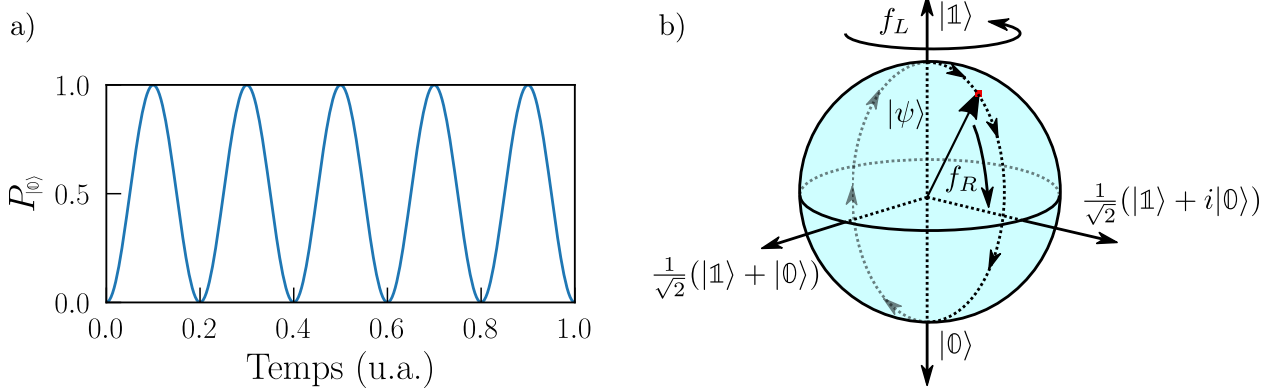 a)
1.0
0.5
0.0
P|𝟘⟩
0.0 0.2 0.4 0.6 0.8 1.0
Temps (u.a.)
b)
f_L
|𝟙⟩
|ψ⟩
f_R
1/√2(|𝟙⟩ + i|𝟘⟩)
1/√2(|𝟙⟩ + |𝟘⟩)
|𝟘⟩